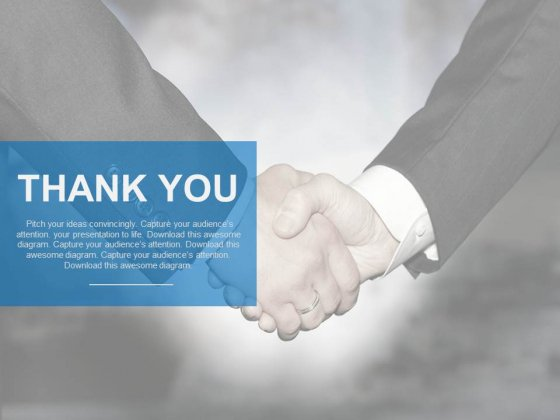 THANK YOU
Pitch your ideas convincingly. Capture your audience's
attention. your presentation to life. Download this awesome
diagram. Capture your audience's attention. Download this
awesome diagram. Capture your audience's attention.
Download this awesome diagram.